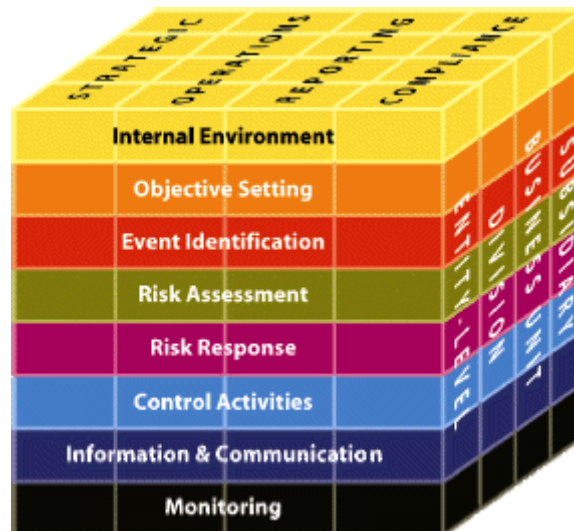 STRATEGIC
OPERATIONS
REPORTING
COMPLIANCE
Internal Environment
Objective Setting
Event Identification
Risk Assessment
Risk Response
Control Activities
Information & Communication
Monitoring
ENTITY-LEVEL
DIVISION
BUSINESS UNIT
SUBSIDIARY